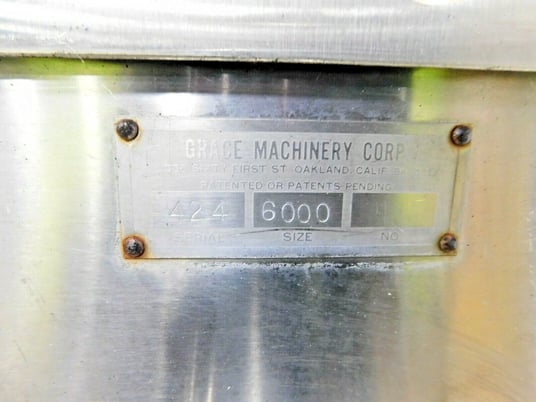 GRACE MACHINERY CORP
FIRST ST. OAKLAND, CALIF.
PATENTED OR PATENTS PENDING
424 6000
SERIAL SIZE NO